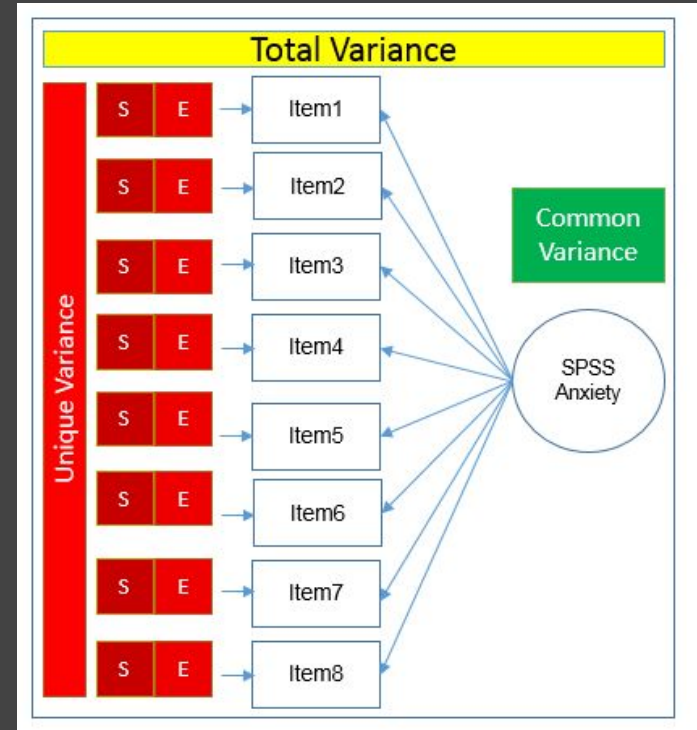 Total Variance
Unique Variance
S E Item1
S E Item2
S E Item3
S E Item4
S E Item5
S E Item6
S E Item7
S E Item8
Common
Variance
SPSS
Anxiety